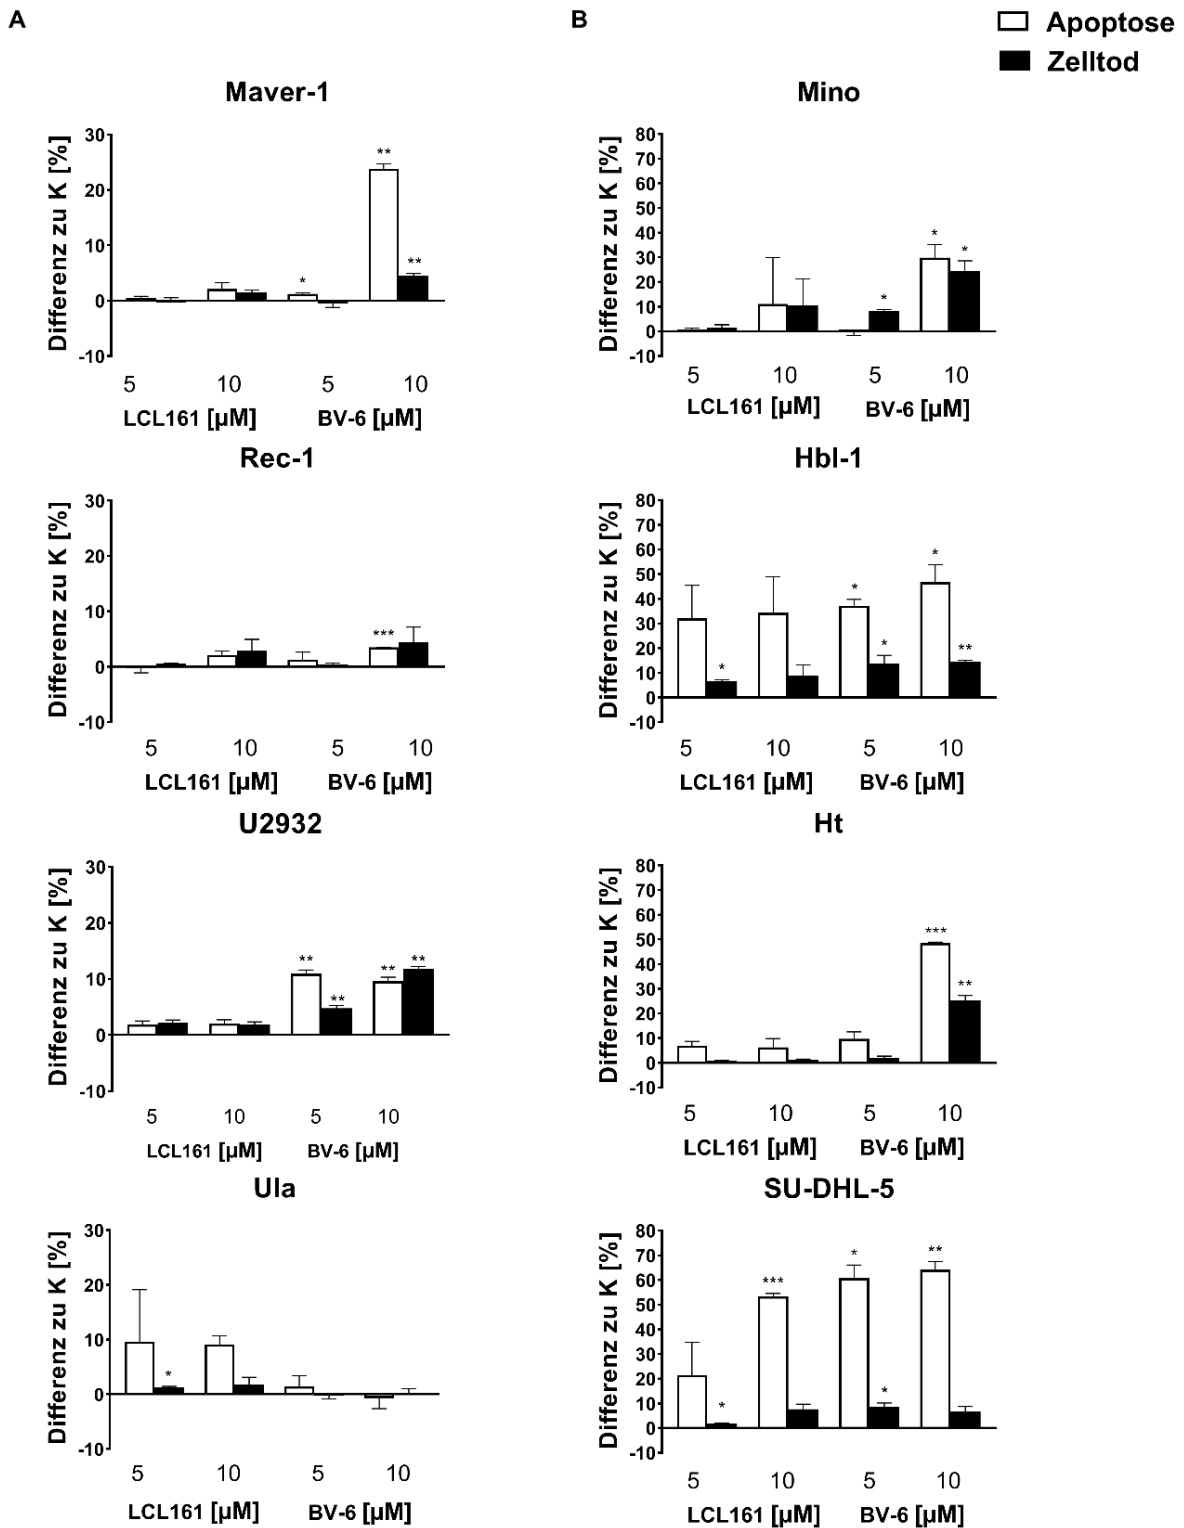 A
B
Apoptose
Zelltod
Maver-1
Differenz zu K [%]
30
20
10
0
-10
**
*
**
5 10 5 10
LCL161 [µM] BV-6 [µM]
Mino
Differenz zu K [%]
80
70
60
50
40
30
20
10
0
-10
*
*
*
5 10 5 10
LCL161 [µM] BV-6 [µM]
Rec-1
Differenz zu K [%]
30
20
10
0
-10
***
5 10 5 10
LCL161 [µM] BV-6 [µM]
Hbl-1
Differenz zu K [%]
80
70
60
50
40
30
20
10
0
-10
*
*
*
*
**
5 10 5 10
LCL161 [µM] BV-6 [µM]
U2932
Differenz zu K [%]
30
20
10
0
-10
**
**
**
**
5 10 5 10
LCL161 [µM] BV-6 [µM]
Ht
Differenz zu K [%]
80
70
60
50
40
30
20
10
0
-10
***
**
5 10 5 10
LCL161 [µM] BV-6 [µM]
Ula
Differenz zu K [%]
30
20
10
0
-10
*
5 10 5 10
LCL161 [µM] BV-6 [µM]
SU-DHL-5
Differenz zu K [%]
80
70
60
50
40
30
20
10
0
-10
*
***
*
*
**
5 10 5 10
LCL161 [µM] BV-6 [µM]